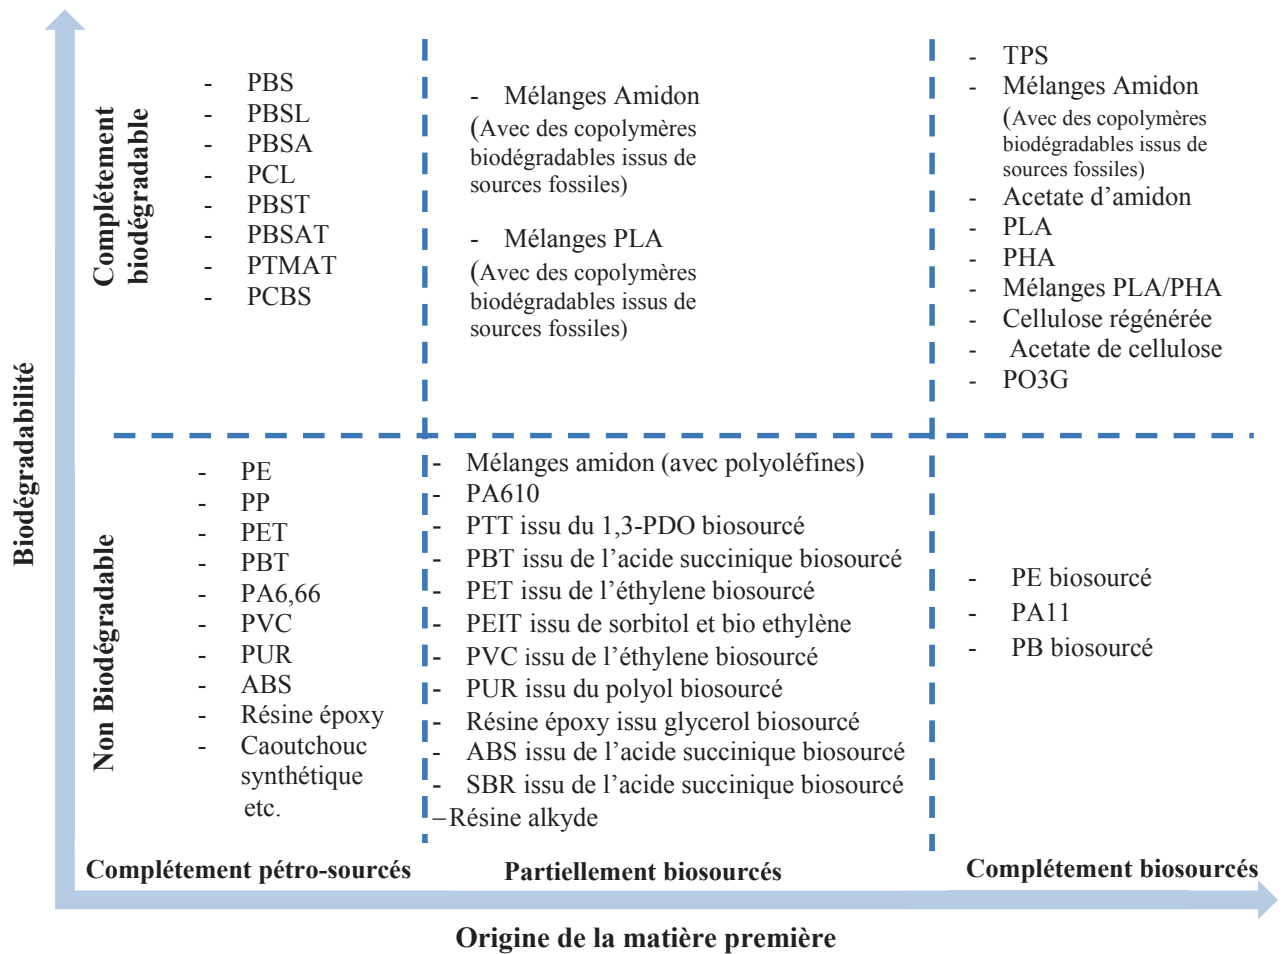 Biodégradabilité
Complétement
biodégradable
- PBS
- PBSL
- PBSA
- PCL
- PBST
- PBSAT
- PTMAT
- PCBS
- Mélanges Amidon
(Avec des copolymères
biodégradables issus de
sources fossiles)
- Mélanges PLA
(Avec des copolymères
biodégradables issus de
sources fossiles)
- TPS
- Mélanges Amidon
(Avec des copolymères
biodégradables issus de
sources fossiles)
- Acetate d’amidon
- PLA
- PHA
- Mélanges PLA/PHA
- Cellulose régénérée
- Acetate de cellulose
- PO3G
Non Biodégradable
- PE
- PP
- PET
- PBT
- PA6,66
- PVC
- PUR
- ABS
- Résine époxy
- Caoutchouc
synthétique
etc.
- Mélanges amidon (avec polyoléfines)
- PA610
- PTT issu du 1,3-PDO biosourcé
- PBT issu de l’acide succinique biosourcé
- PET issu de l’éthylene biosourcé
- PEIT issu de sorbitol et bio ethylène
- PVC issu de l’éthylene biosourcé
- PUR issu du polyol biosourcé
- Résine époxy issu glycerol biosourcé
- ABS issu de l’acide succinique biosourcé
- SBR issu de l’acide succinique biosourcé
–Résine alkyde
- PE biosourcé
- PA11
- PB biosourcé
Complétement pétro-sourcés
Partiellement biosourcés
Complétement biosourcés
Origine de la matière première